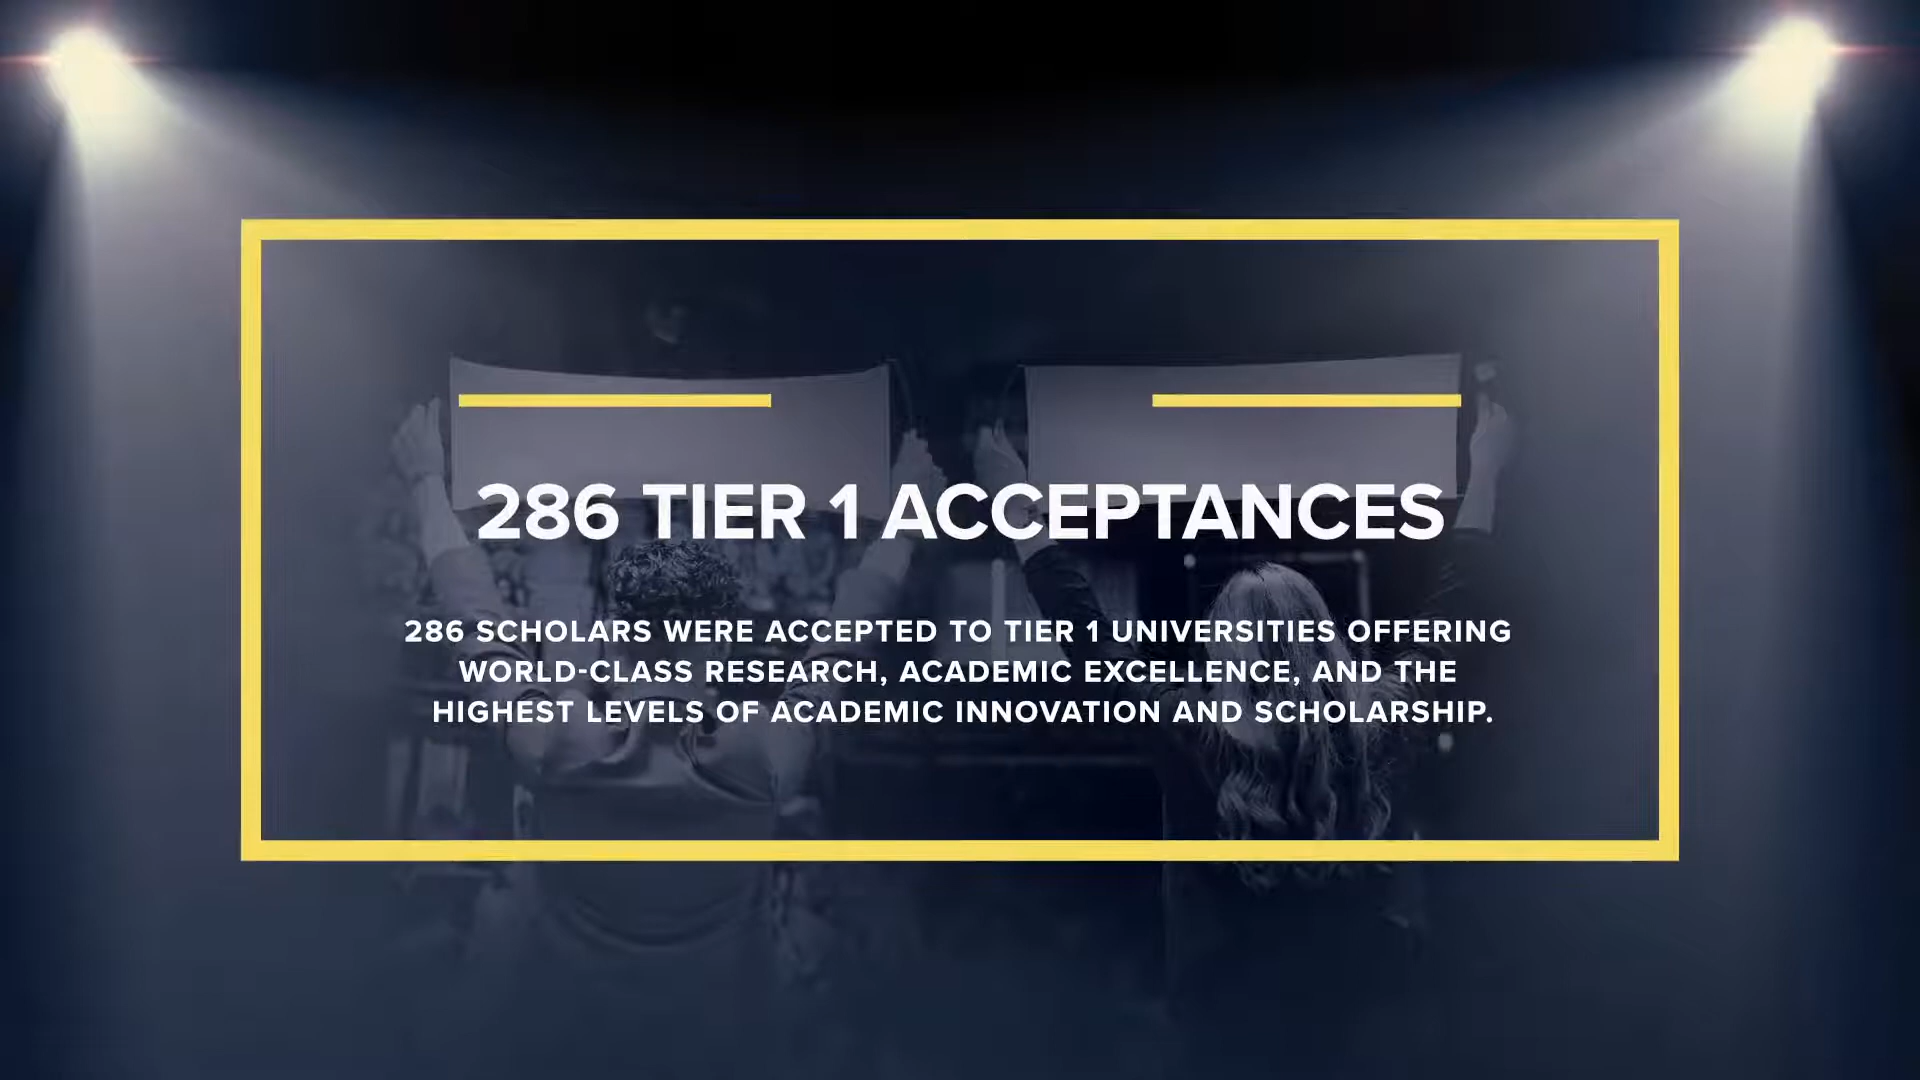 286 TIER 1 ACCEPTANCES
286 SCHOLARS WERE ACCEPTED TO TIER 1 UNIVERSITIES OFFERING
WORLD-CLASS RESEARCH, ACADEMIC EXCELLENCE, AND THE
HIGHEST LEVELS OF ACADEMIC INNOVATION AND SCHOLARSHIP.